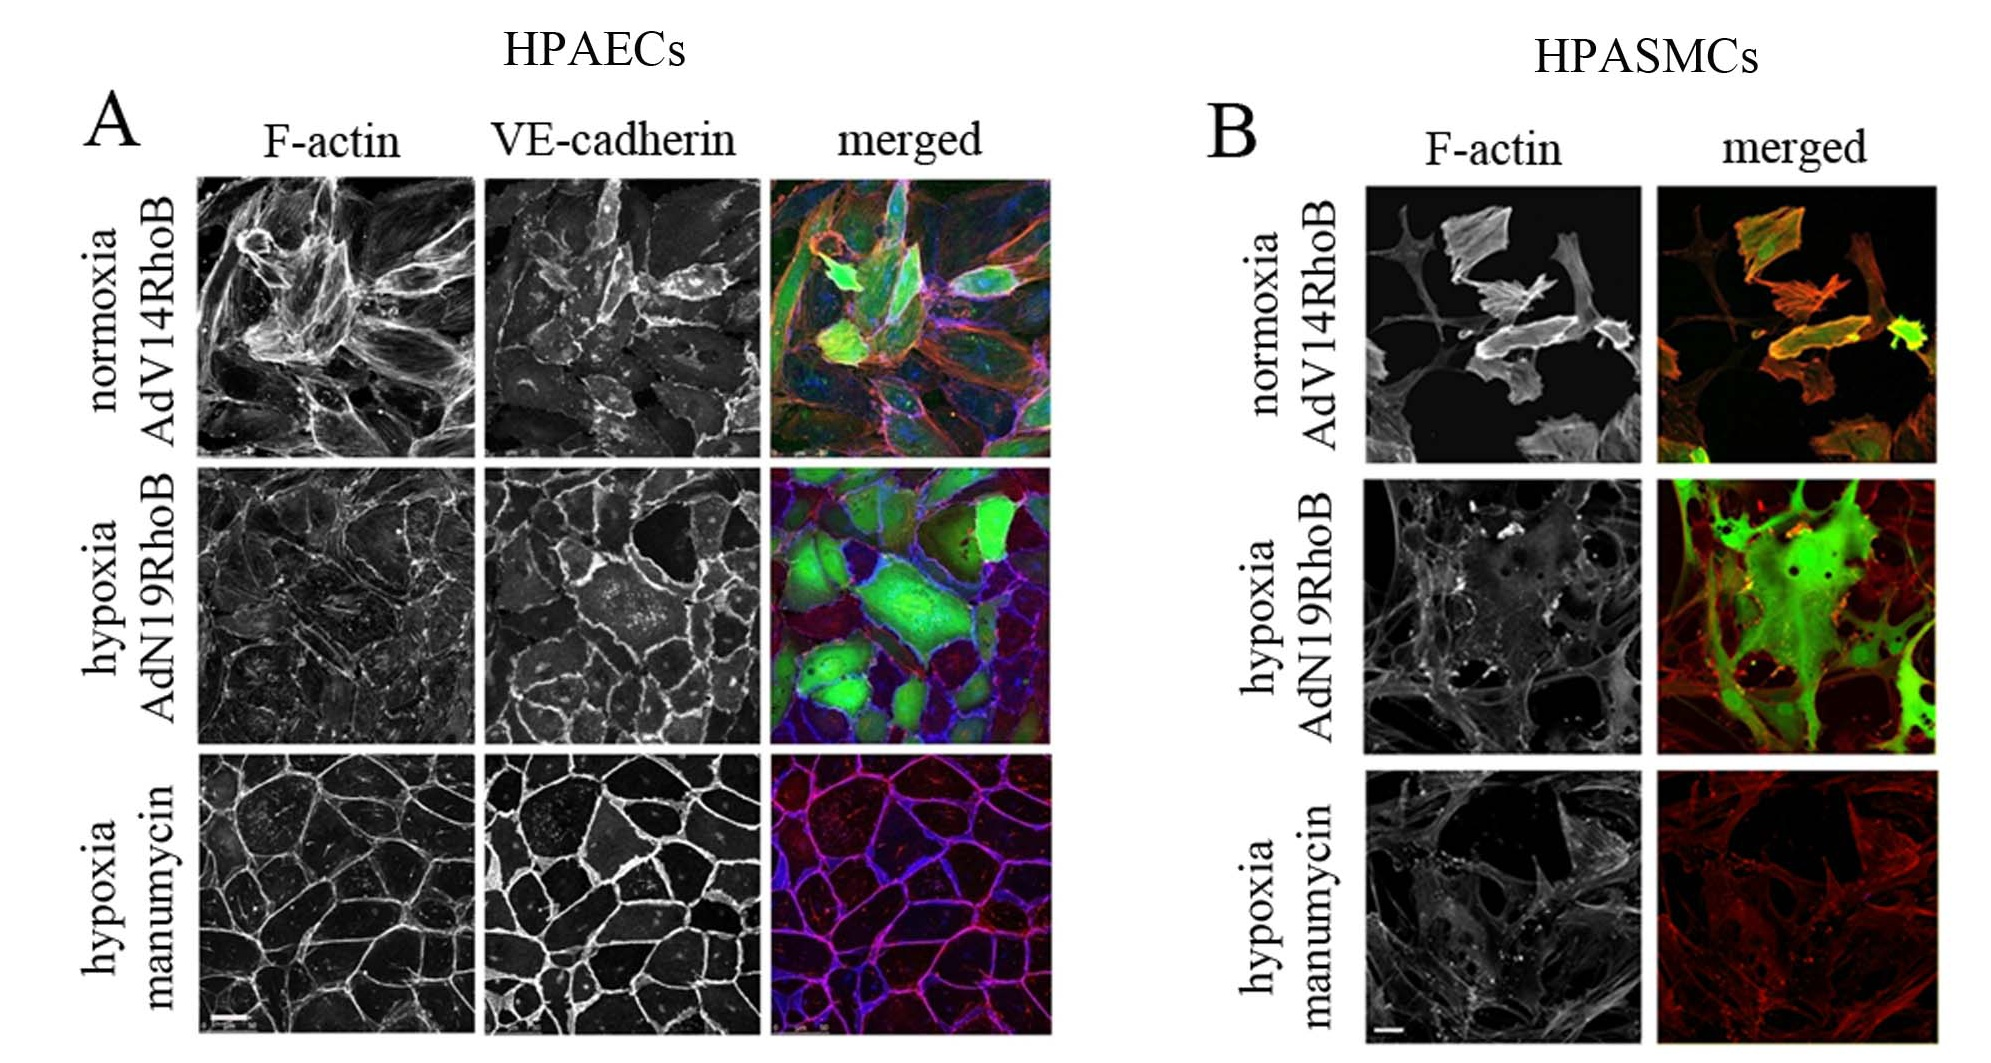 HPAECs
A
F-actin VE-cadherin merged
normoxia
AdV14RhoB
hypoxia
AdN19RhoB
hypoxia
manumycin
HPASMCs
B
F-actin merged
normoxia
AdV14RhoB
hypoxia
AdN19RhoB
hypoxia
manumycin